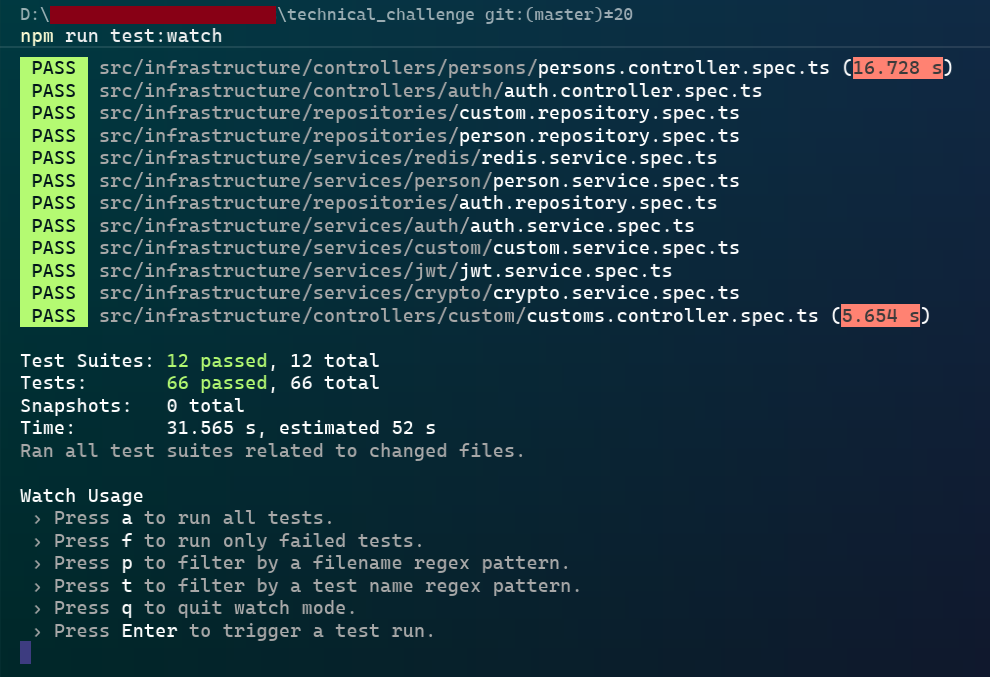 D:\ \technical_challenge git:(master)±20
npm run test:watch
PASS src/infrastructure/controllers/persons/persons.controller.spec.ts (16.728 s)
PASS src/infrastructure/controllers/auth/auth.controller.spec.ts
PASS src/infrastructure/repositories/custom.repository.spec.ts
PASS src/infrastructure/repositories/person.repository.spec.ts
PASS src/infrastructure/services/redis/redis.service.spec.ts
PASS src/infrastructure/services/person/person.service.spec.ts
PASS src/infrastructure/repositories/auth.repository.spec.ts
PASS src/infrastructure/services/auth/auth.service.spec.ts
PASS src/infrastructure/services/custom/custom.service.spec.ts
PASS src/infrastructure/services/jwt/jwt.service.spec.ts
PASS src/infrastructure/services/crypto/crypto.service.spec.ts
PASS src/infrastructure/controllers/custom/customs.controller.spec.ts (5.654 s)
Test Suites: 12 passed, 12 total
Tests: 66 passed, 66 total
Snapshots: 0 total
Time: 31.565 s, estimated 52 s
Ran all test suites related to changed files.
Watch Usage
› Press a to run all tests.
› Press f to run only failed tests.
› Press p to filter by a filename regex pattern.
› Press t to filter by a test name regex pattern.
› Press q to quit watch mode.
› Press Enter to trigger a test run.